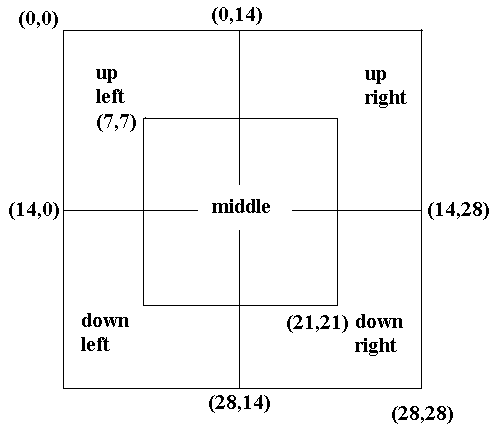 (0,0)
(0,14)
up
left
up
right
(7,7)
(14,0)
middle
(14,28)
down
left
(21,21)
down
right
(28,14)
(28,28)